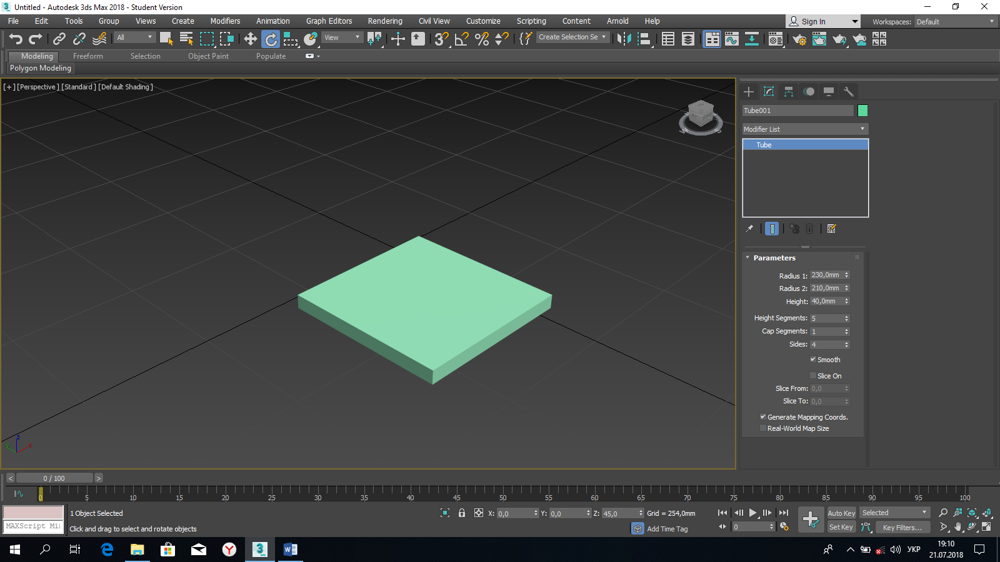 Untitled - Autodesk 3ds Max 2018 - Student Version
File Edit Tools Group Views Create Modifiers Animation Graph Editors Rendering Civil View Customize Scripting Content Arnold Help
Sign In
Workspaces: Default
All
View
Create Selection Se
Modeling Freeform Selection Object Paint Populate
Polygon Modeling
[+] [Perspective] [Standard] [Default Shading]
Tube001
Modifier List
Tube
Parameters
Radius 1: 230,0mm
Radius 2: 210,0mm
Height: 40,0mm
Height Segments: 5
Cap Segments: 1
Sides: 4
Smooth
Slice On
Slice From: 0,0
Slice To: 0,0
Generate Mapping Coords.
Real-World Map Size
z
y
x
< 0 / 100 >
0 5 10 15 20 25 30 35 40 45 50 55 60 65 70 75 80 85 90 95 100
1 Object Selected
X: 0,0 Y: 0,0 Z: 45,0 Grid = 254,0mm
Auto Key Selected
MAXScript Mi
Click and drag to select and rotate objects
Add Time Tag
0
Set Key Key Filters...
УКР
19:10
21.07.2018